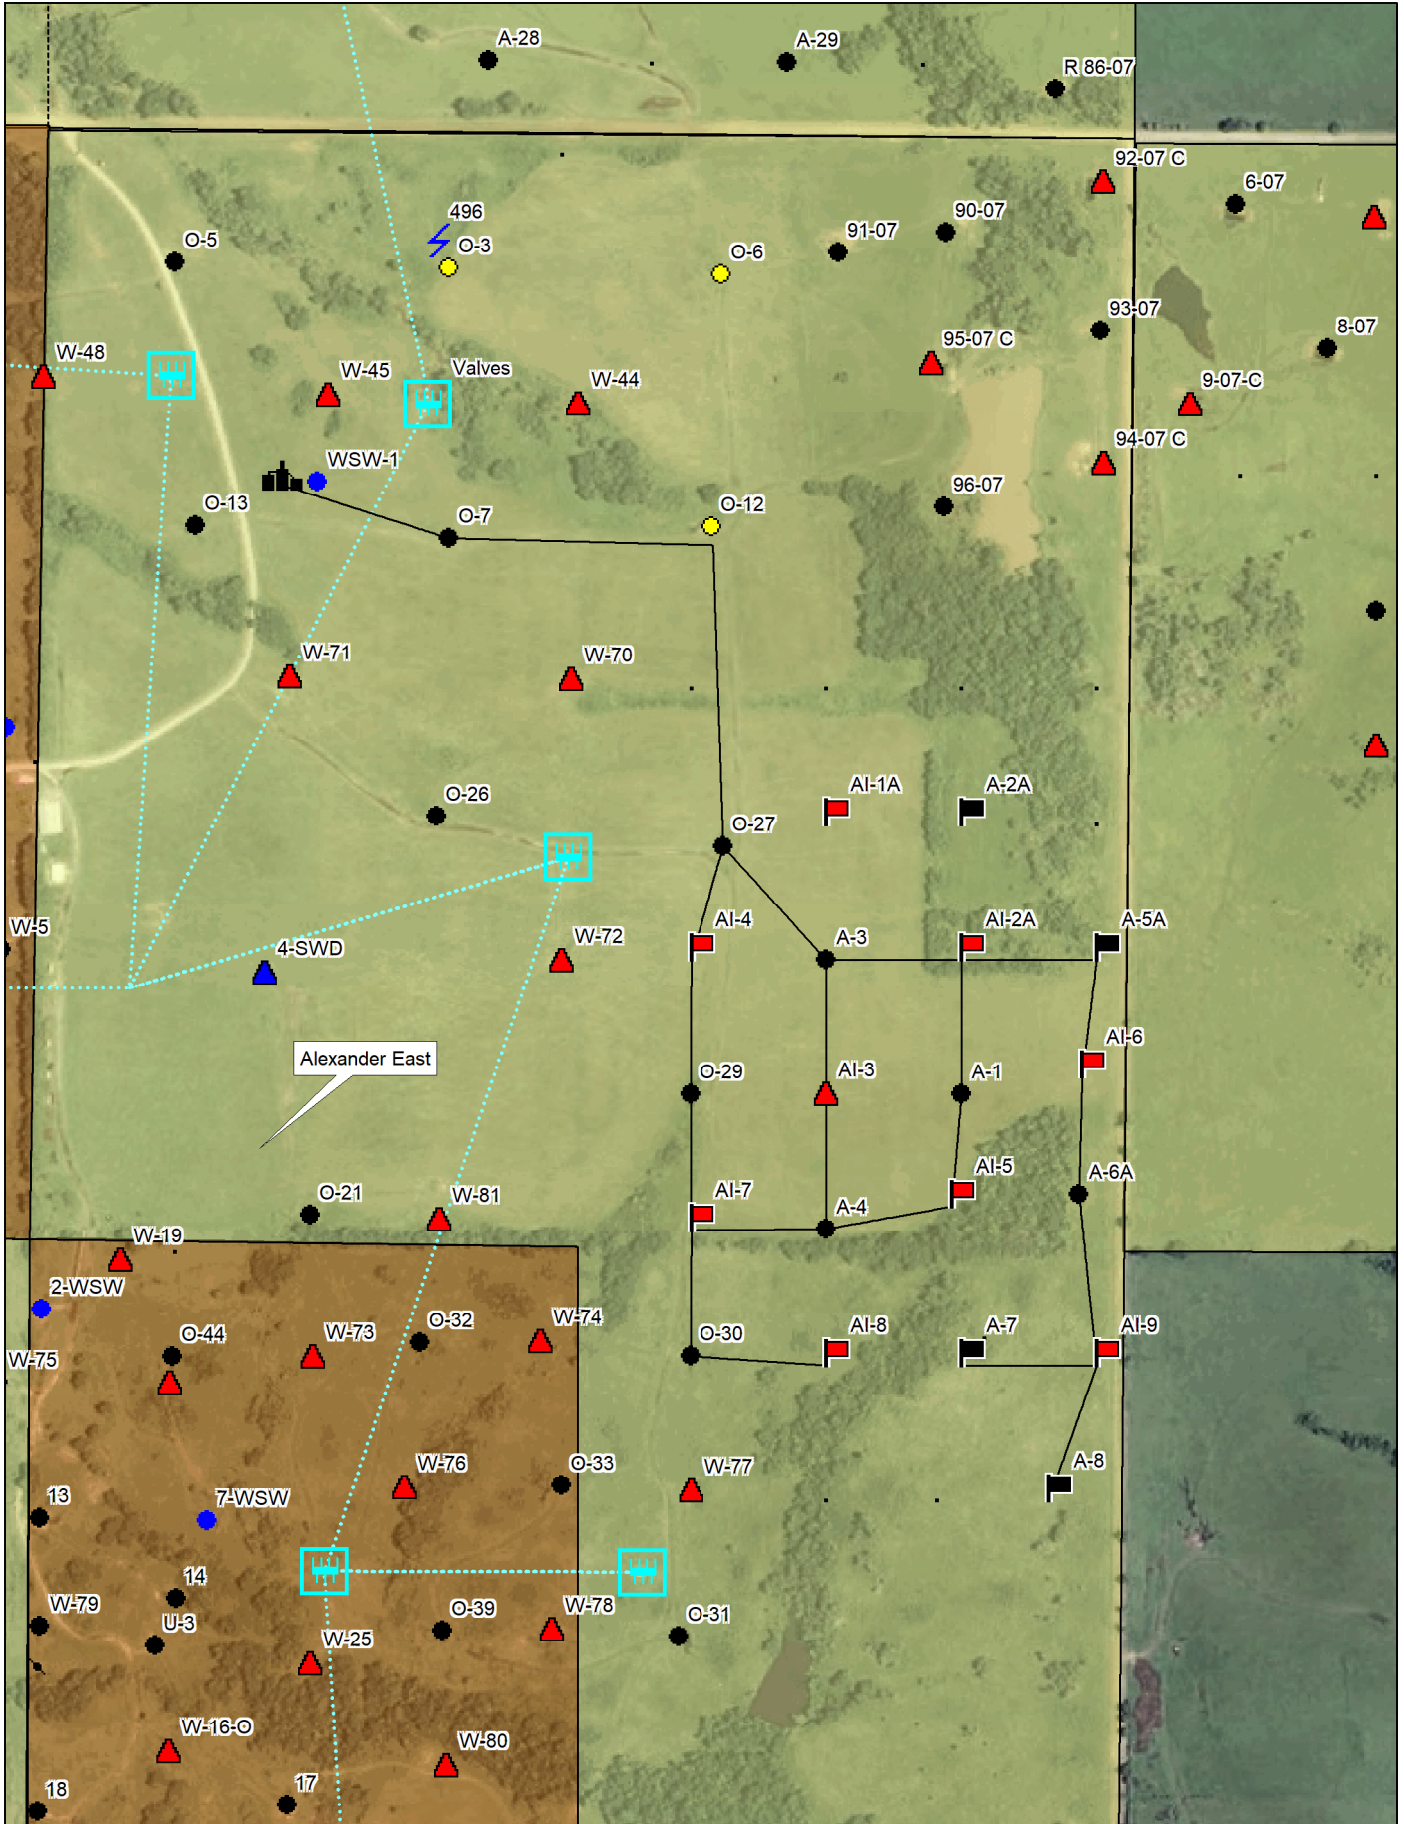 A-28
A-29
R 86-07
92-07 C
6-07
496
O-5
O-3
O-6
91-07
90-07
93-07
8-07
W-48
W-45
Valves
W-44
95-07 C
9-07-C
94-07 C
WSW-1
O-13
O-7
O-12
96-07
W-71
W-70
AI-1A
A-2A
O-26
O-27
W-5
4-SWD
W-72
AI-4
A-3
AI-2A
A-5A
Alexander East
AI-6
O-29
AI-3
A-1
O-21
W-81
AI-7
A-4
AI-5
A-6A
W-19
2-WSW
O-44
W-73
O-32
W-74
O-30
AI-8
A-7
AI-9
W-75
W-76
O-33
W-77
A-8
13
7-WSW
14
W-79
U-3
O-39
W-78
O-31
W-25
W-16-O
W-80
18
17